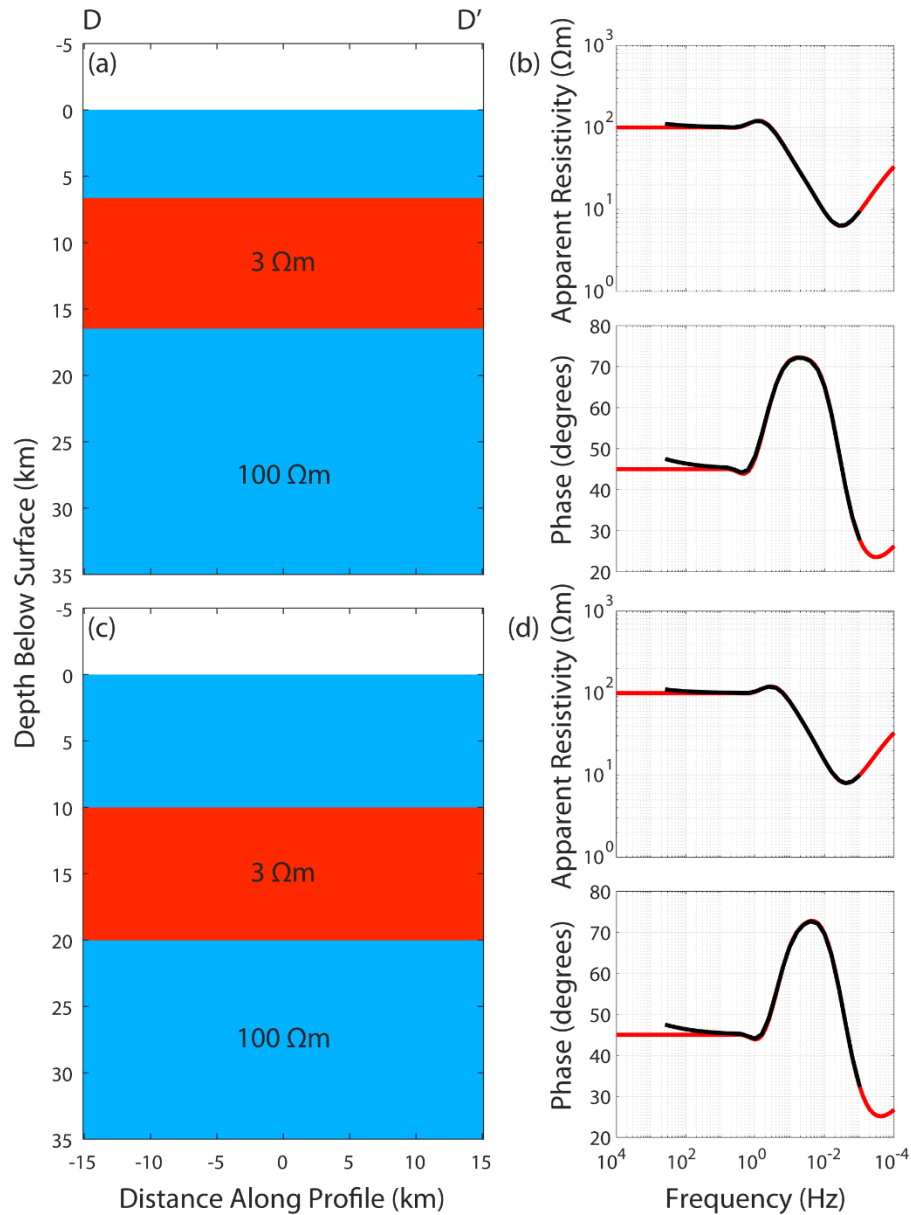 D D’
(a)
-5
0
5
10
15
20
25
30
35
3 Ωm
100 Ωm
(b)
Apparent Resistivity (Ωm)
10³
10²
10¹
10⁰
Phase (degrees)
80
70
60
50
40
30
20
Depth Below Surface (km)
(c)
-5
0
5
10
15
20
25
30
35
3 Ωm
100 Ωm
-15 -10 -5 0 5 10 15
Distance Along Profile (km)
(d)
Apparent Resistivity (Ωm)
10³
10²
10¹
10⁰
Phase (degrees)
80
70
60
50
40
30
20
10⁴ 10² 10⁰ 10⁻² 10⁻⁴
Frequency (Hz)